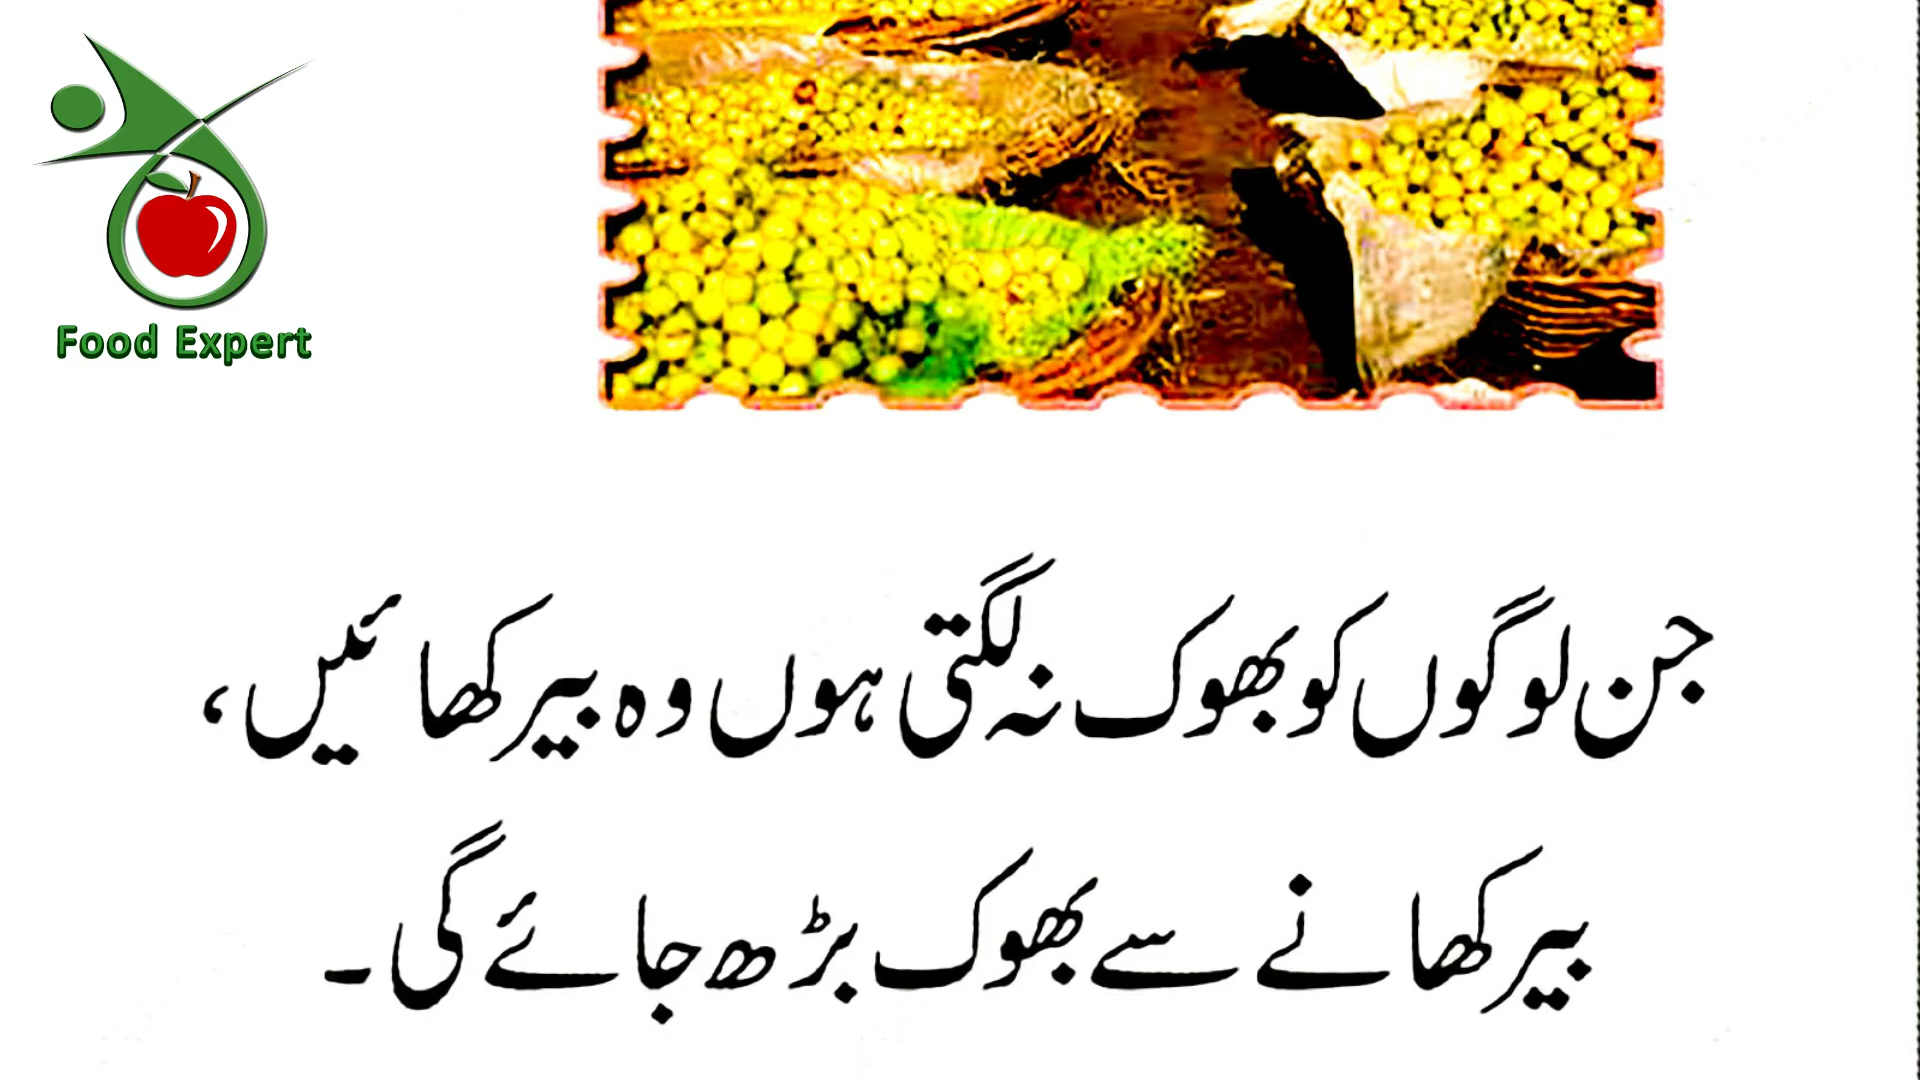 Food Expert
جن لوگوں کو بھوک نہ لگتی ہوں وہ بیر کھائیں،
بیر کھانے سے بھوک بڑھ جائے گی۔